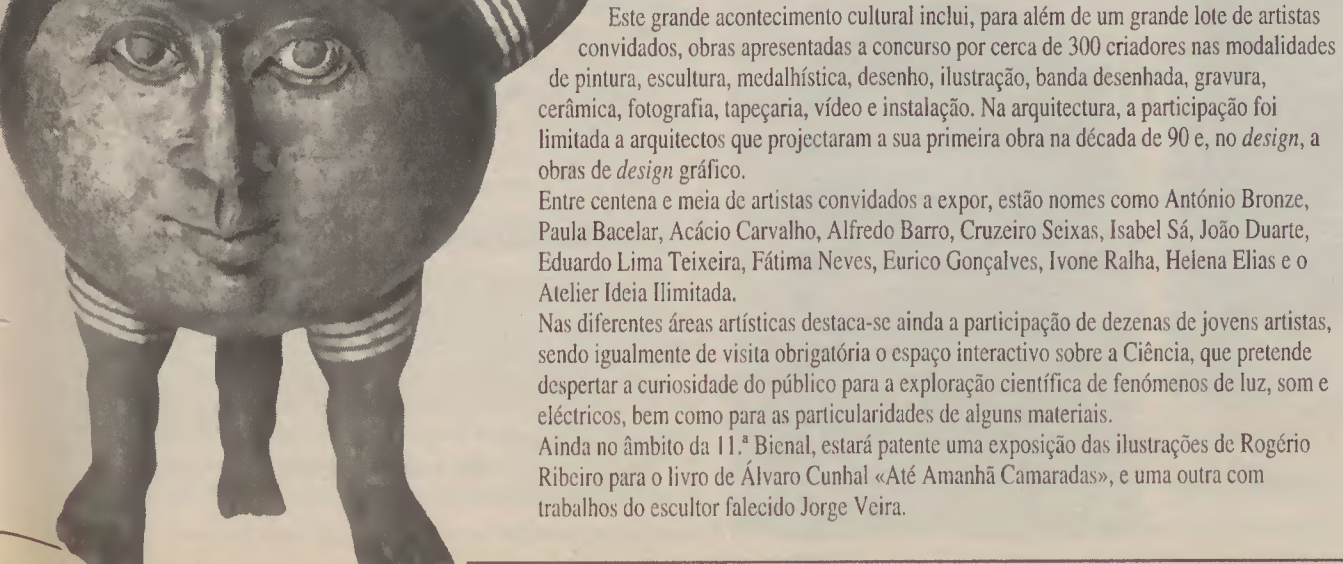 Este grande acontecimento cultural inclui, para além de um grande lote de artistas
convidados, obras apresentadas a concurso por cerca de 300 criadores nas modalidades
de pintura, escultura, medalhística, desenho, ilustração, banda desenhada, gravura,
cerâmica, fotografia, tapeçaria, vídeo e instalação. Na arquitectura, a participação foi
limitada a arquitectos que projectaram a sua primeira obra na década de 90 e, no design, a
obras de design gráfico.
Entre centena e meia de artistas convidados a expor, estão nomes como António Bronze,
Paula Bacelar, Acácio Carvalho, Alfredo Barro, Cruzeiro Seixas, Isabel Sá, João Duarte,
Eduardo Lima Teixeira, Fátima Neves, Eurico Gonçalves, Ivone Ralha, Helena Elias e o
Atelier Ideia Ilimitada.
Nas diferentes áreas artísticas destaca-se ainda a participação de dezenas de jovens artistas,
sendo igualmente de visita obrigatória o espaço interactivo sobre a Ciência, que pretende
despertar a curiosidade do público para a exploração científica de fenómenos de luz, som e
eléctricos, bem como para as particularidades de alguns materiais.
Ainda no âmbito da 11.ª Bienal, estará patente uma exposição das ilustrações de Rogério
Ribeiro para o livro de Álvaro Cunhal «Até Amanhã Camaradas», e uma outra com
trabalhos do escultor falecido Jorge Veira.